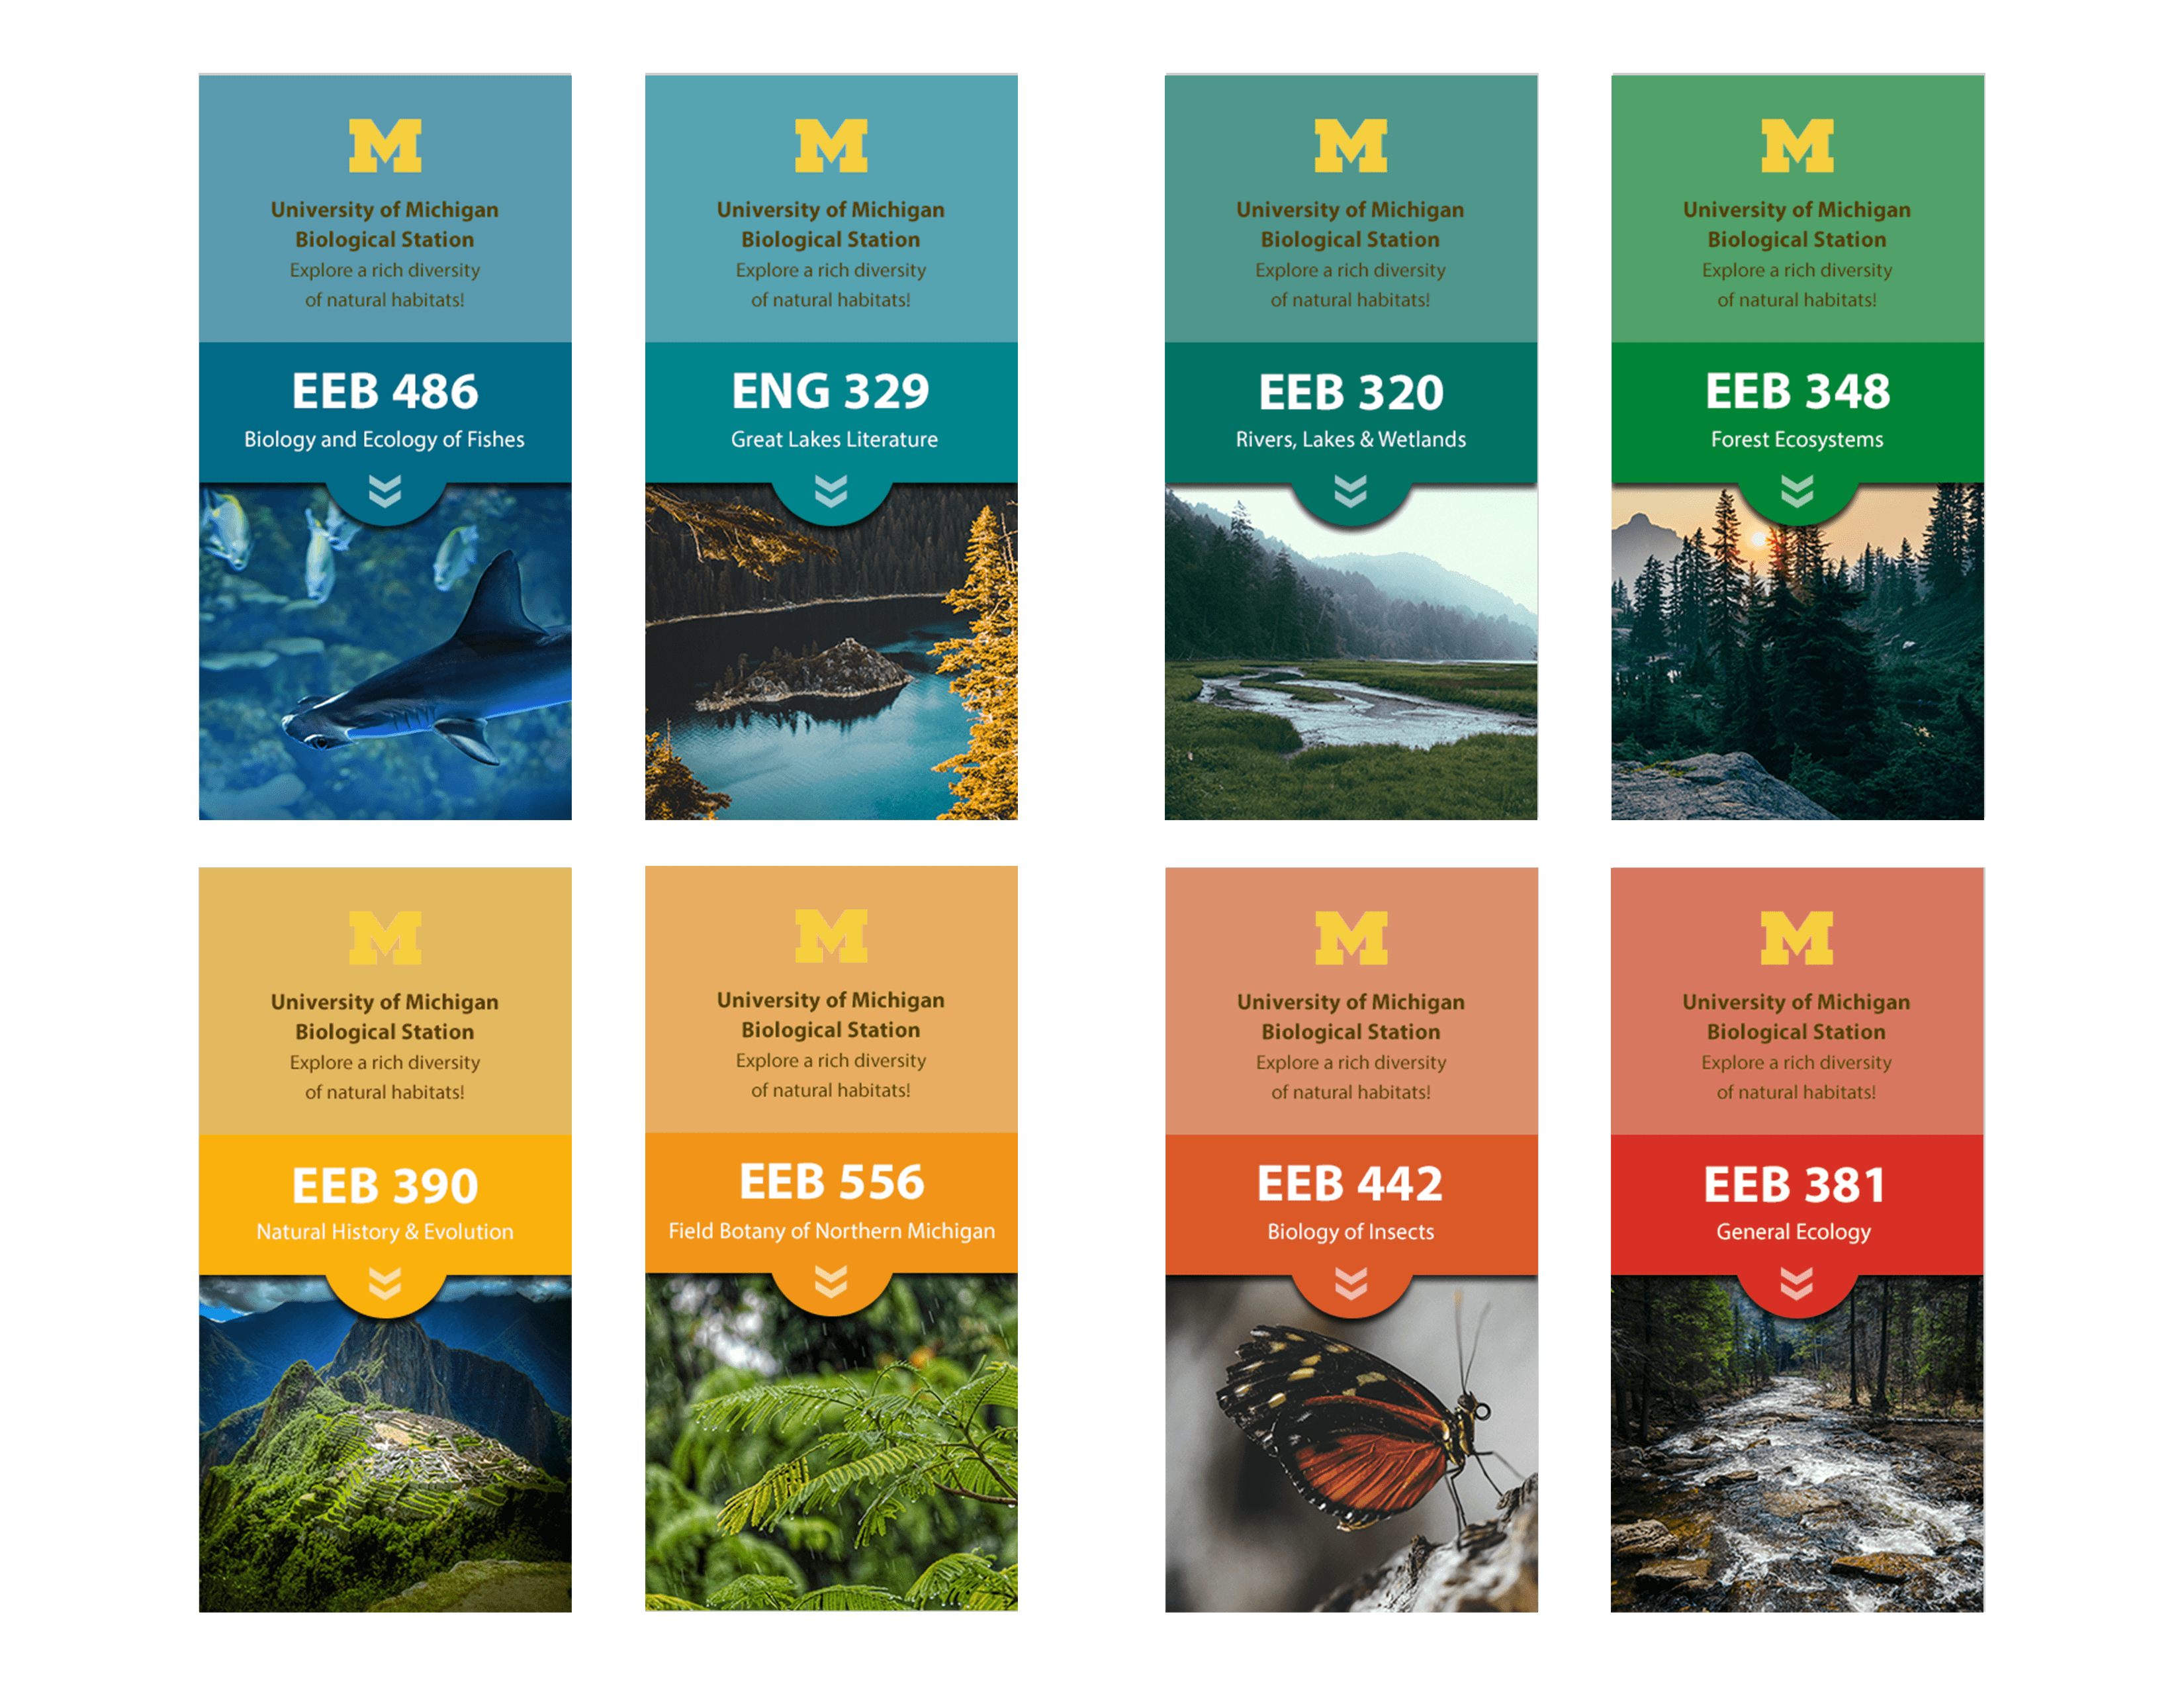 M
University of Michigan
Biological Station
Explore a rich diversity
of natural habitats!
EEB 486
Biology and Ecology of Fishes
M
University of Michigan
Biological Station
Explore a rich diversity
of natural habitats!
ENG 329
Great Lakes Literature
M
University of Michigan
Biological Station
Explore a rich diversity
of natural habitats!
EEB 320
Rivers, Lakes & Wetlands
M
University of Michigan
Biological Station
Explore a rich diversity
of natural habitats!
EEB 348
Forest Ecosystems
M
University of Michigan
Biological Station
Explore a rich diversity
of natural habitats!
EEB 390
Natural History & Evolution
M
University of Michigan
Biological Station
Explore a rich diversity
of natural habitats!
EEB 556
Field Botany of Northern Michigan
M
University of Michigan
Biological Station
Explore a rich diversity
of natural habitats!
EEB 442
Biology of Insects
M
University of Michigan
Biological Station
Explore a rich diversity
of natural habitats!
EEB 381
General Ecology